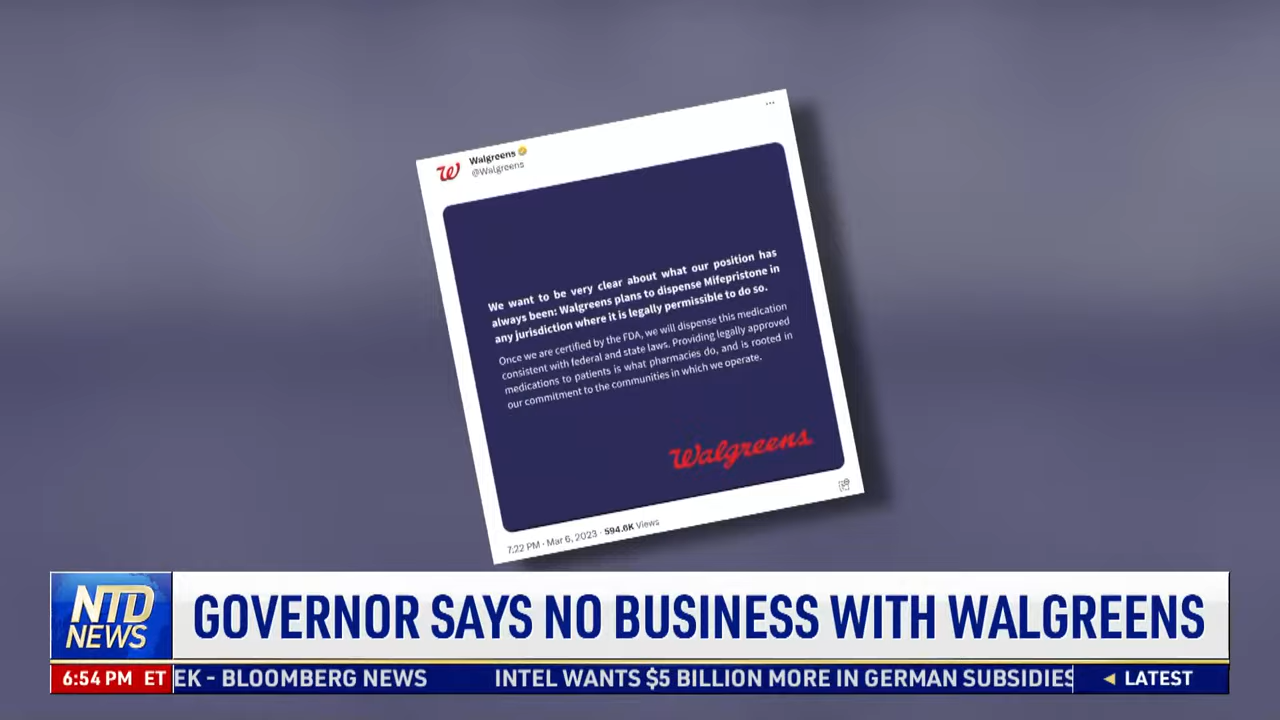 Walgreens
@Walgreens
We want to be very clear about what our position has
always been: Walgreens plans to dispense Mifepristone in
any jurisdiction where it is legally permissible to do so.
Once we are certified by the FDA, we will dispense this medication
consistent with federal and state laws. Providing legally approved
medications to patients is what pharmacies do, and is rooted in
our commitment to the communities in which we operate.
Walgreens
7:22 PM · Mar 6, 2023 · 594.6K Views
NTD
NEWS
GOVERNOR SAYS NO BUSINESS WITH WALGREENS
6:54 PM ET
EK - BLOOMBERG NEWS INTEL WANTS $5 BILLION MORE IN GERMAN SUBSIDIES
◄ LATEST